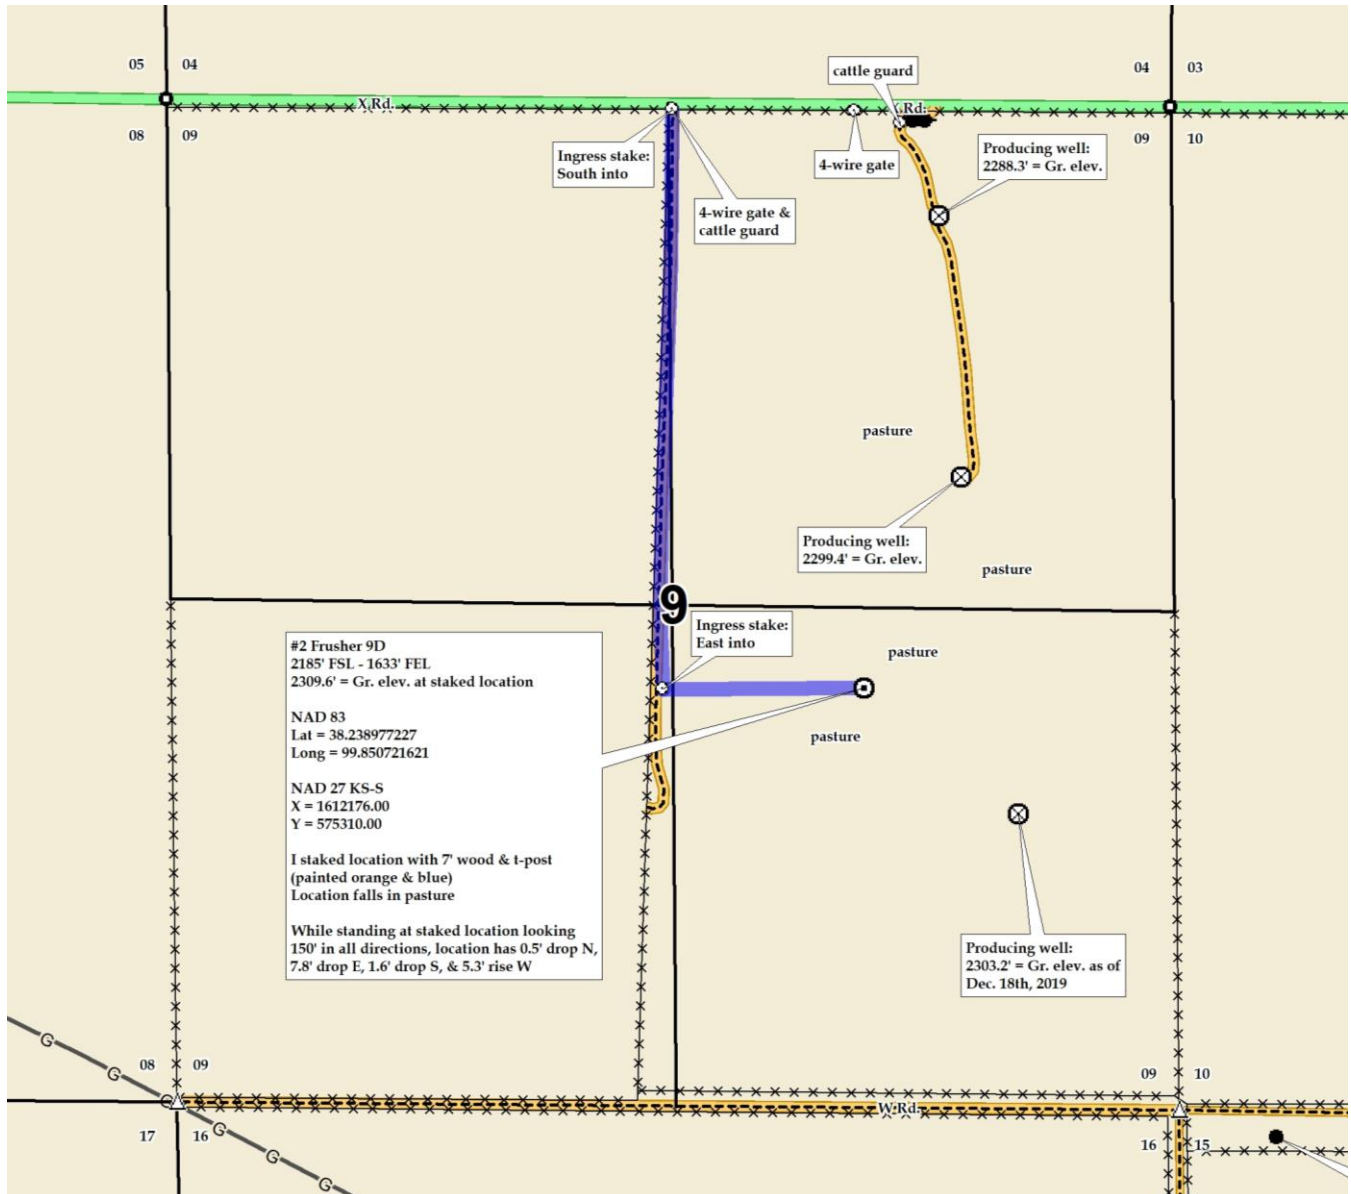 05 04
04 03
cattle guard
X Rd.
Rd.
08 09
09 10
Ingress stake:
South into
4-wire gate
Producing well:
2288.3' = Gr. elev.
4-wire gate &
cattle guard
pasture
Producing well:
2299.4' = Gr. elev.
pasture
9
Ingress stake:
East into
pasture
#2 Frusher 9D
2185' FSL - 1633' FEL
2309.6' = Gr. elev. at staked location
NAD 83
Lat = 38.238977227
Long = 99.850721621
NAD 27 KS-S
X = 1612176.00
Y = 575310.00
I staked location with 7' wood & t-post
(painted orange & blue)
Location falls in pasture
While standing at staked location looking
150' in all directions, location has 0.5' drop N,
7.8' drop E, 1.6' drop S, & 5.3' rise W
pasture
Producing well:
2303.2' = Gr. elev. as of
Dec. 18th, 2019
G
G
08 09
09 10
G
W Rd.
17 16
G
16 15
G
G